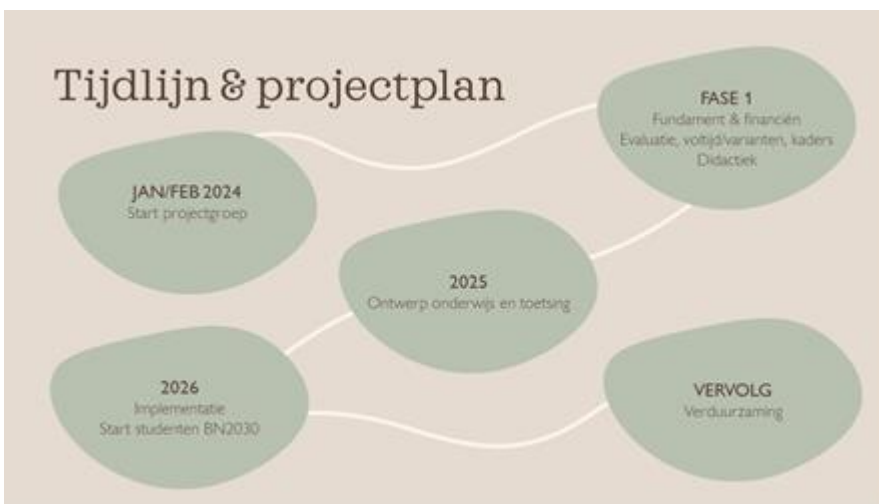 Tijdlijn & projectplan
JAN/FEB 2024
Start projectgroep
FASE 1
Fundament & financiën
Evaluatie, voltijd/varianten, kaders
Didactiek
2025
Ontwerp onderwijs en toetsing
2026
Implementatie
Start studenten BN2030
VERVOLG
Verduurzaming